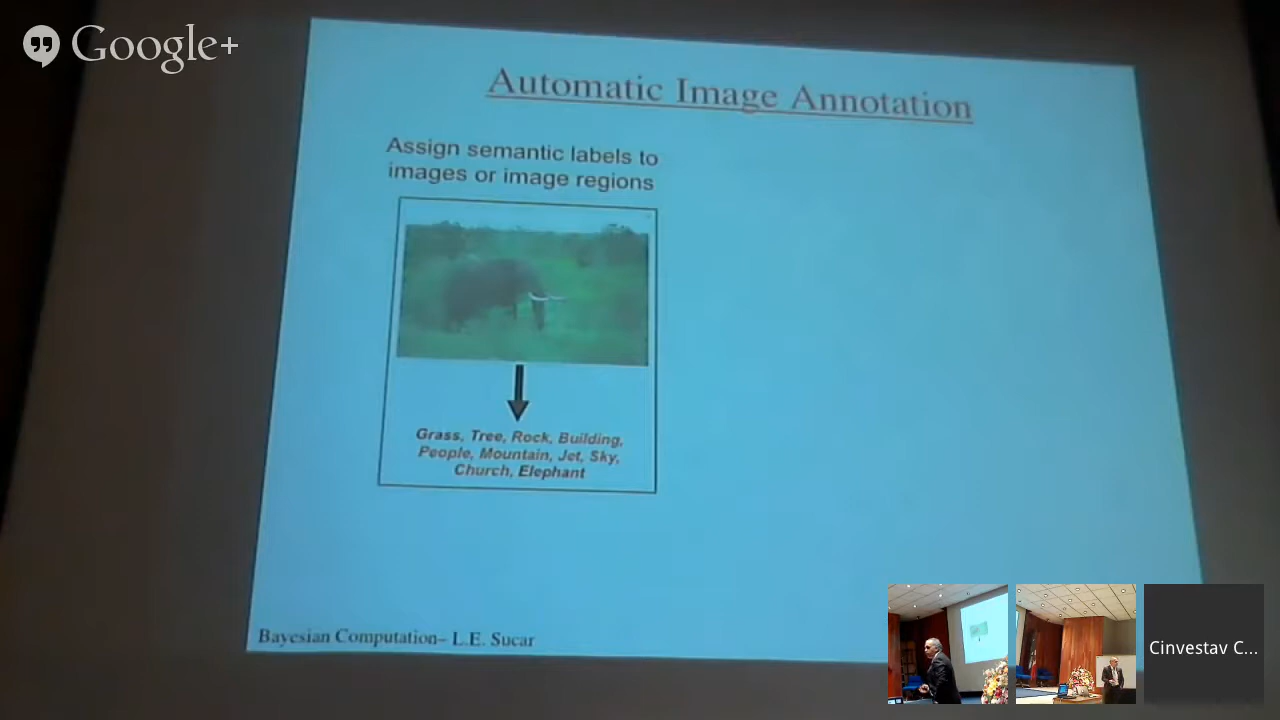 Google+
Automatic Image Annotation
Assign semantic labels to
images or image regions
Grass, Tree, Rock, Building,
People, Mountain, Jet, Sky,
Church, Elephant
Bayesian Computation– L.E. Sucar
Cinvestav C...